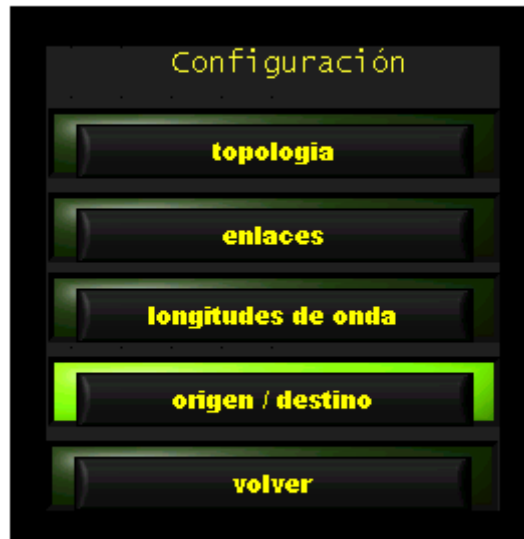 Configuración
topologia
enlaces
longitudes de onda
origen / destino
volver